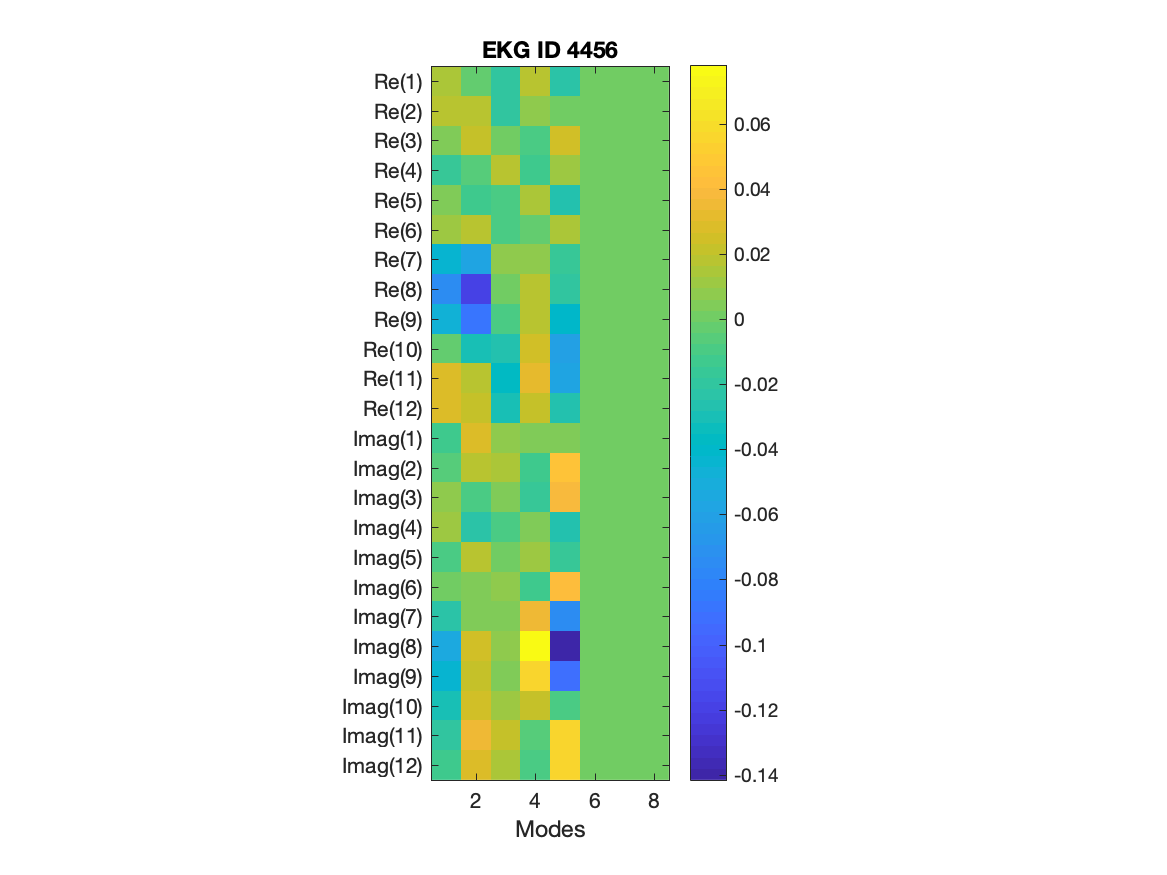 EKG ID 4456
Re(1)
Re(2)
Re(3)
Re(4)
Re(5)
Re(6)
Re(7)
Re(8)
Re(9)
Re(10)
Re(11)
Re(12)
Imag(1)
Imag(2)
Imag(3)
Imag(4)
Imag(5)
Imag(6)
Imag(7)
Imag(8)
Imag(9)
Imag(10)
Imag(11)
Imag(12)
2 4 6 8
Modes
0.06
0.04
0.02
0
-0.02
-0.04
-0.06
-0.08
-0.1
-0.12
-0.14